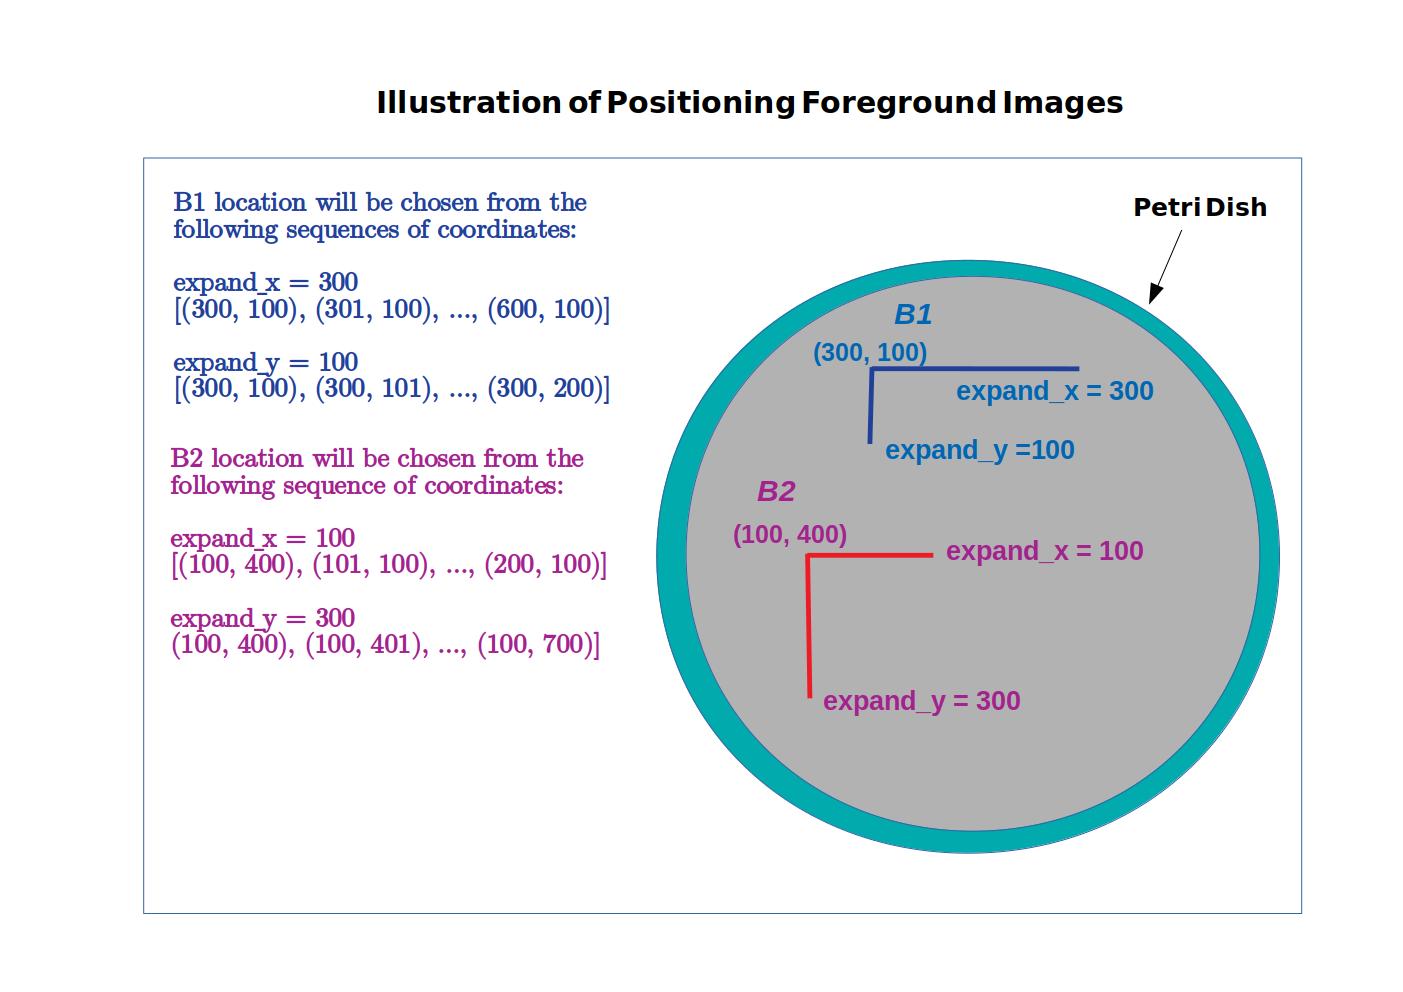 Illustration of Positioning Foreground Images
B1 location will be chosen from the
following sequences of coordinates:
expand_x = 300
[(300, 100), (301, 100), ..., (600, 100)]
expand_y = 100
[(300, 100), (300, 101), ..., (300, 200)]
B2 location will be chosen from the
following sequence of coordinates:
expand_x = 100
[(100, 400), (101, 100), ..., (200, 100)]
expand_y = 300
(100, 400), (100, 401), ..., (100, 700)]
Petri Dish
B1
(300, 100)
expand_x = 300
expand_y =100
B2
(100, 400)
expand_x = 100
expand_y = 300